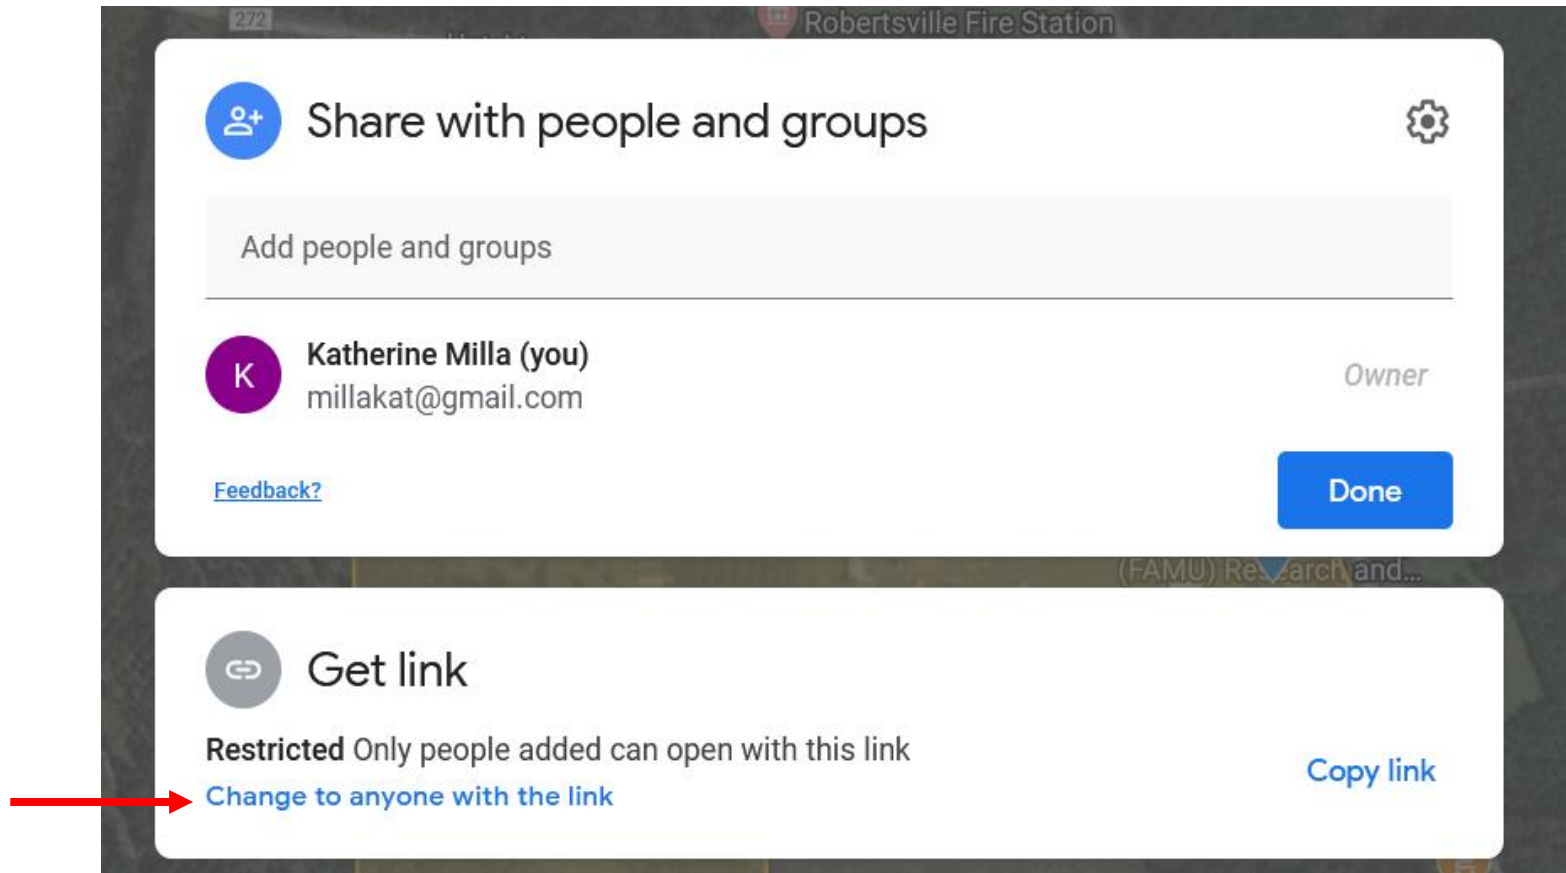 272
Robertsville Fire Station
Share with people and groups
Add people and groups
K
Katherine Milla (you)
millakat@gmail.com
Owner
Feedback?
Done
(FAMU) Research and...
Get link
Restricted Only people added can open with this link
Change to anyone with the link
Copy link